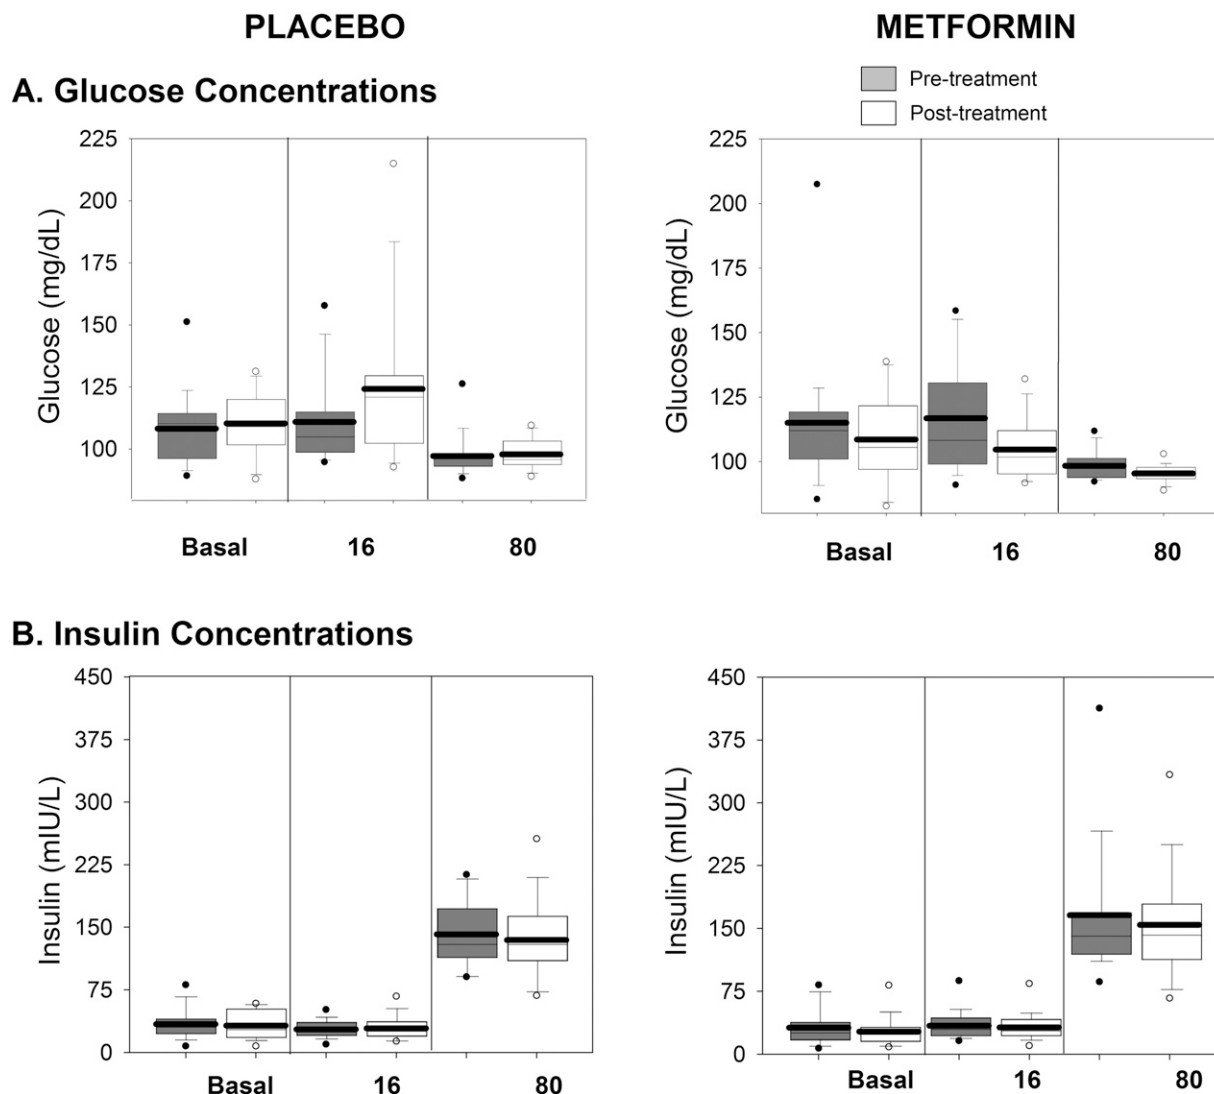 PLACEBO
METFORMIN
A. Glucose Concentrations
Pre-treatment
Post-treatment
Glucose (mg/dL)
225
200
175
150
125
100
Basal 16 80
Glucose (mg/dL)
225
200
175
150
125
100
Basal 16 80
B. Insulin Concentrations
Insulin (mIU/L)
450
375
300
225
150
75
0
Basal 16 80
Insulin (mIU/L)
450
375
300
225
150
75
0
Basal 16 80